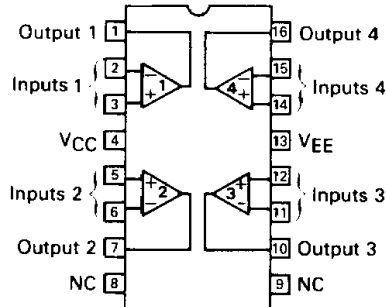 Output 1 1 16 Output 4
2 − − 15
Inputs 1 1 4 Inputs 4
3 + + 14
VCC 4 13 VEE
5 + + 12
Inputs 2 2 3 Inputs 3
6 − - 11
Output 2 7 10 Output 3
NC 8 9 NC